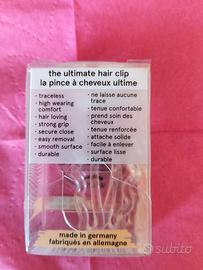 the ultimate hair clip
la pince à cheveux ultime
• traceless
• high wearing
comfort
• hair loving
• strong grip
• secure close
• easy removal
• smooth surface
• durable
• ne laisse aucune
trace
• tenue confortable
• prend soin des
cheveux
• tenue renforcée
• attache solide
• facile à enlever
• surface lisse
• durable
made in germany
fabriqués en allemagne
subito